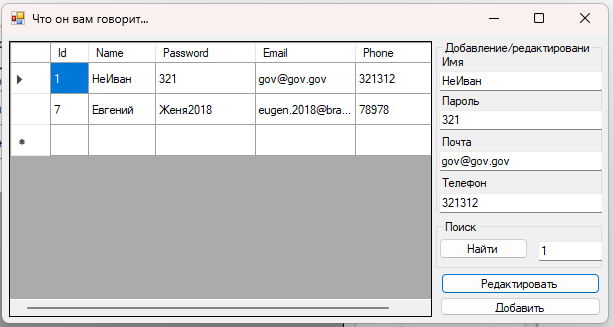 Что он вам говорит...
Id Name Password Email Phone
1 НеИван 321 gov@gov.gov 321312
7 Евгений Женя2018 eugen.2018@bra... 78978
Добавление/редактировани
Имя
НеИван
Пароль
321
Почта
gov@gov.gov
Телефон
321312
Поиск
Найти 1
Редактировать
Добавить